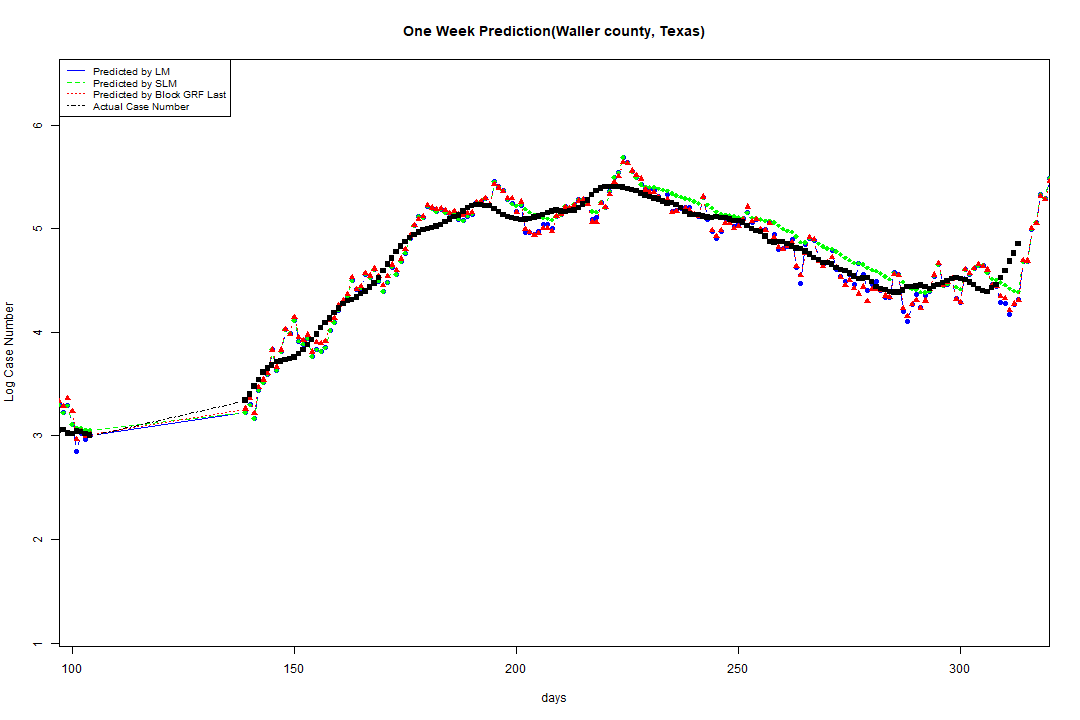 One Week Prediction(Waller county, Texas)
Predicted by LM
Predicted by SLM
Predicted by Block GRF Last
Actual Case Number
6
5
4
3
2
1
Log Case Number
100 150 200 250 300
days